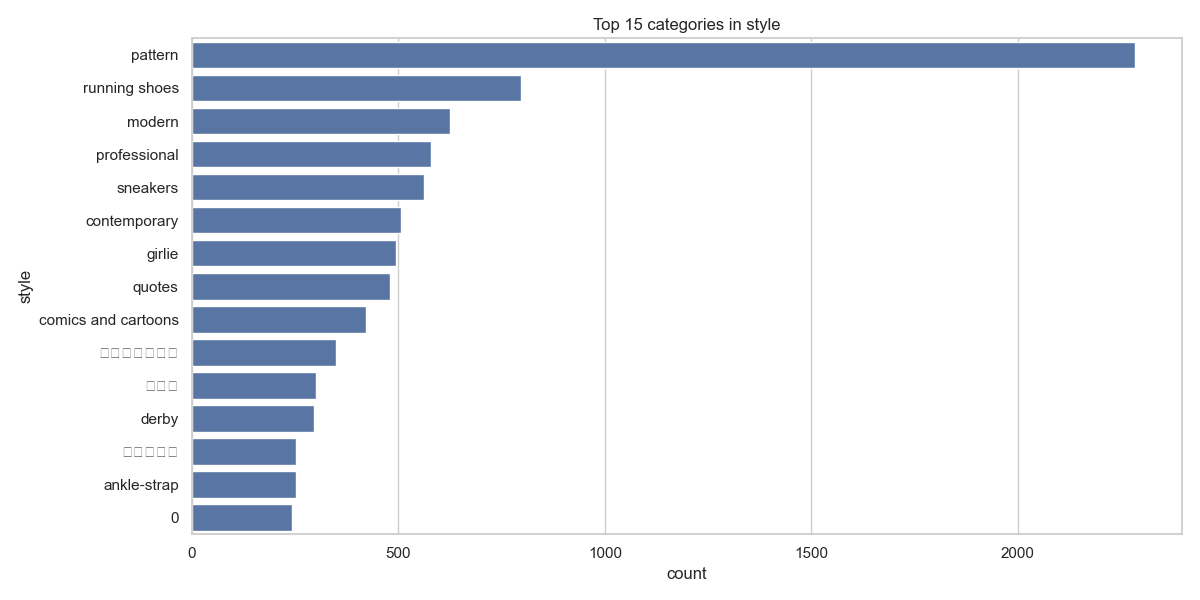 Top 15 categories in style
pattern
running shoes
modern
professional
sneakers
contemporary
girlie
quotes
comics and cartoons
derby
ankle-strap
0
style
0 500 1000 1500 2000
count